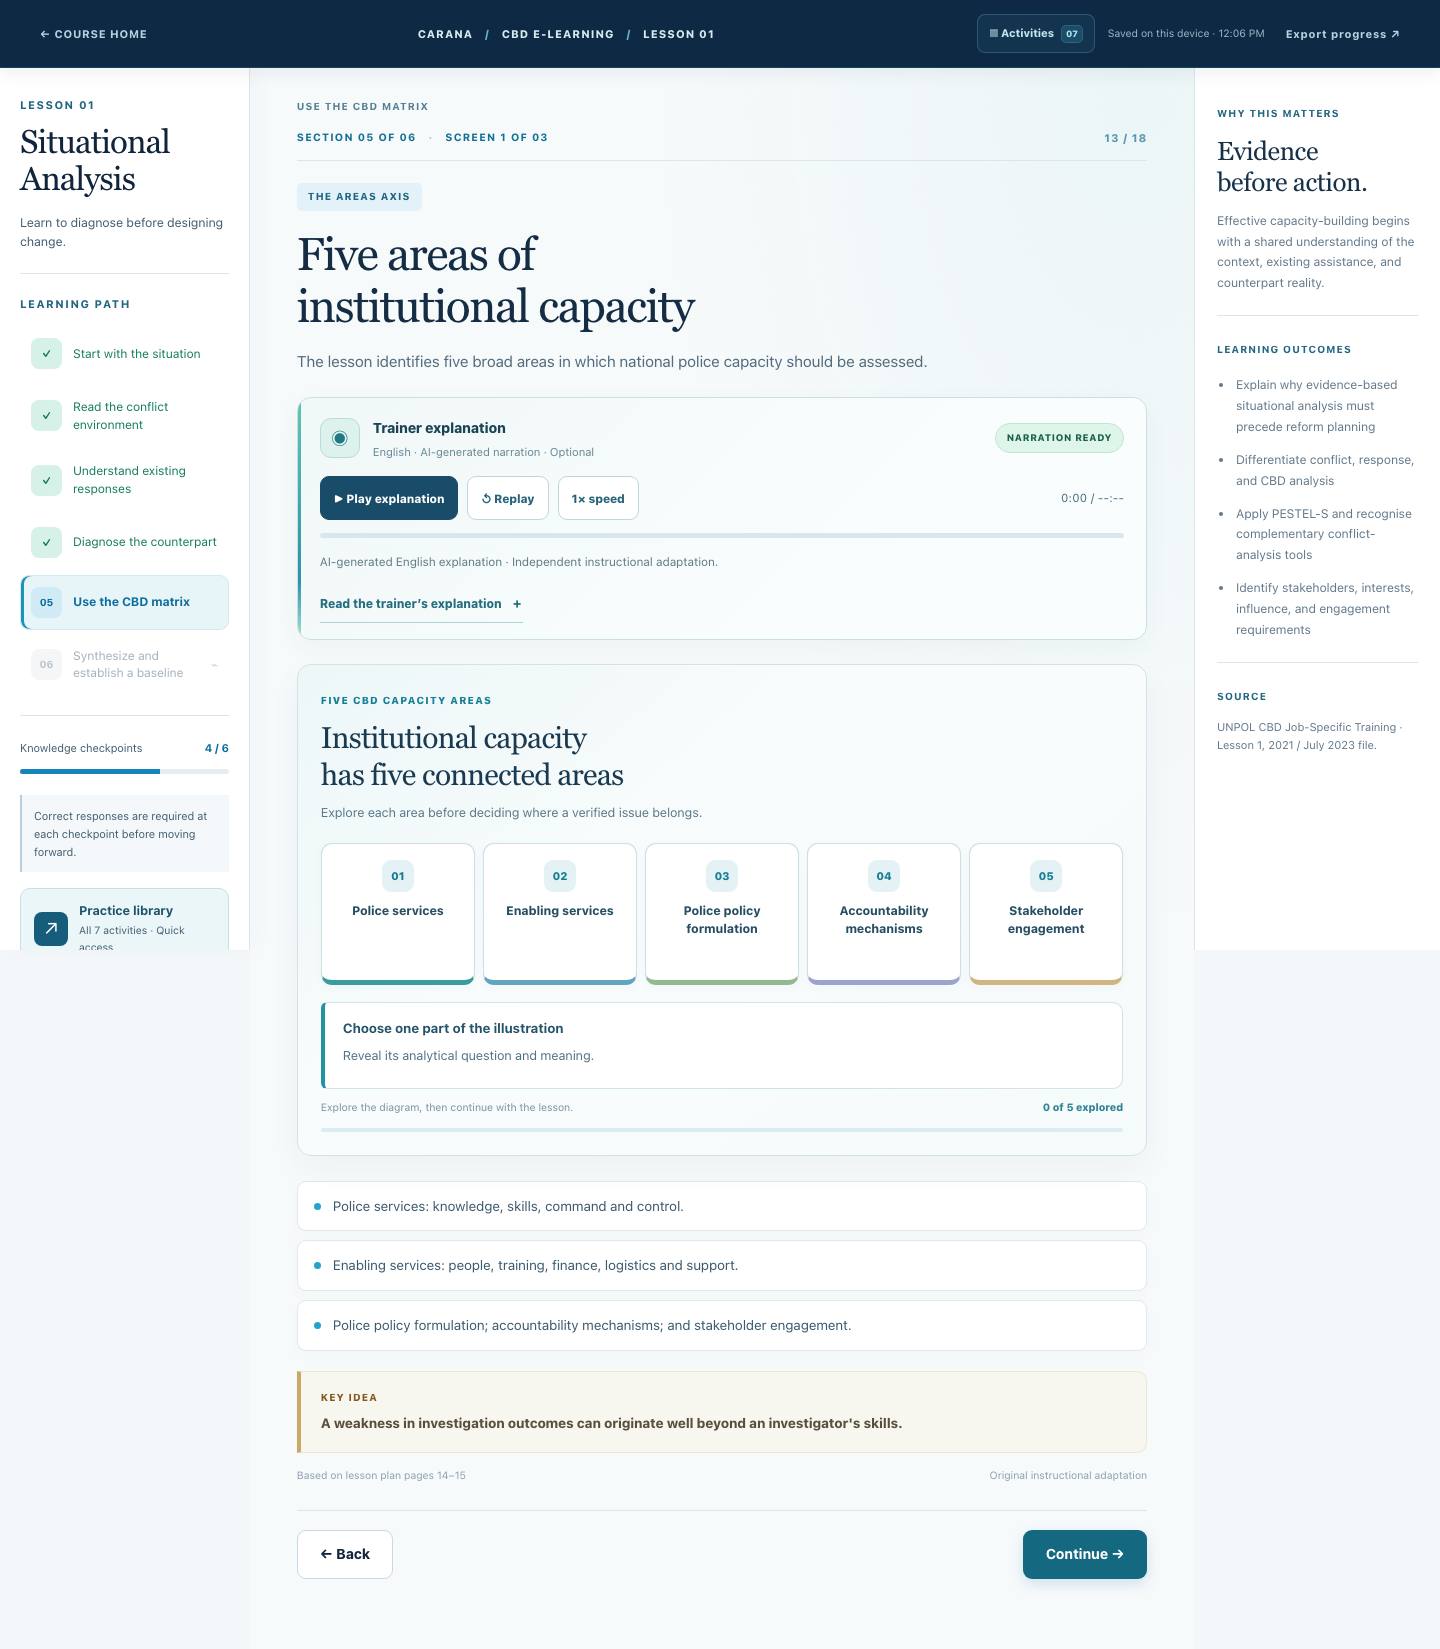 ← COURSE HOME
CARANA / CBD E-LEARNING / LESSON 01
Activities 07
Saved on this device · 12:06 PM
Export progress ↗
LESSON 01
Situational
Analysis
Learn to diagnose before designing
change.
LEARNING PATH
✓ Start with the situation
✓ Read the conflict
environment
✓ Understand existing
responses
✓ Diagnose the counterpart
05 Use the CBD matrix
06 Synthesize and
establish a baseline
Knowledge checkpoints 4 / 6
Correct responses are required at
each checkpoint before moving
forward.
Practice library
All 7 activities · Quick
access
USE THE CBD MATRIX
SECTION 05 OF 06 · SCREEN 1 OF 03
13 / 18
THE AREAS AXIS
Five areas of
institutional capacity
The lesson identifies five broad areas in which national police capacity should be assessed.
Trainer explanation
English · AI-generated narration · Optional
NARRATION READY
▶ Play explanation
↺ Replay
1× speed
0:00 / --:--
AI-generated English explanation · Independent instructional adaptation.
Read the trainer’s explanation +
FIVE CBD CAPACITY AREAS
Institutional capacity
has five connected areas
Explore each area before deciding where a verified issue belongs.
01
Police services
02
Enabling services
03
Police policy
formulation
04
Accountability
mechanisms
05
Stakeholder
engagement
Choose one part of the illustration
Reveal its analytical question and meaning.
Explore the diagram, then continue with the lesson.
0 of 5 explored
Police services: knowledge, skills, command and control.
Enabling services: people, training, finance, logistics and support.
Police policy formulation; accountability mechanisms; and stakeholder engagement.
KEY IDEA
A weakness in investigation outcomes can originate well beyond an investigator's skills.
Based on lesson plan pages 14–15
Original instructional adaptation
← Back
Continue →
WHY THIS MATTERS
Evidence
before action.
Effective capacity-building begins
with a shared understanding of the
context, existing assistance, and
counterpart reality.
LEARNING OUTCOMES
• Explain why evidence-based
situational analysis must
precede reform planning
• Differentiate conflict, response,
and CBD analysis
• Apply PESTEL-S and recognise
complementary conflict-
analysis tools
• Identify stakeholders, interests,
influence, and engagement
requirements
SOURCE
UNPOL CBD Job-Specific Training ·
Lesson 1, 2021 / July 2023 file.